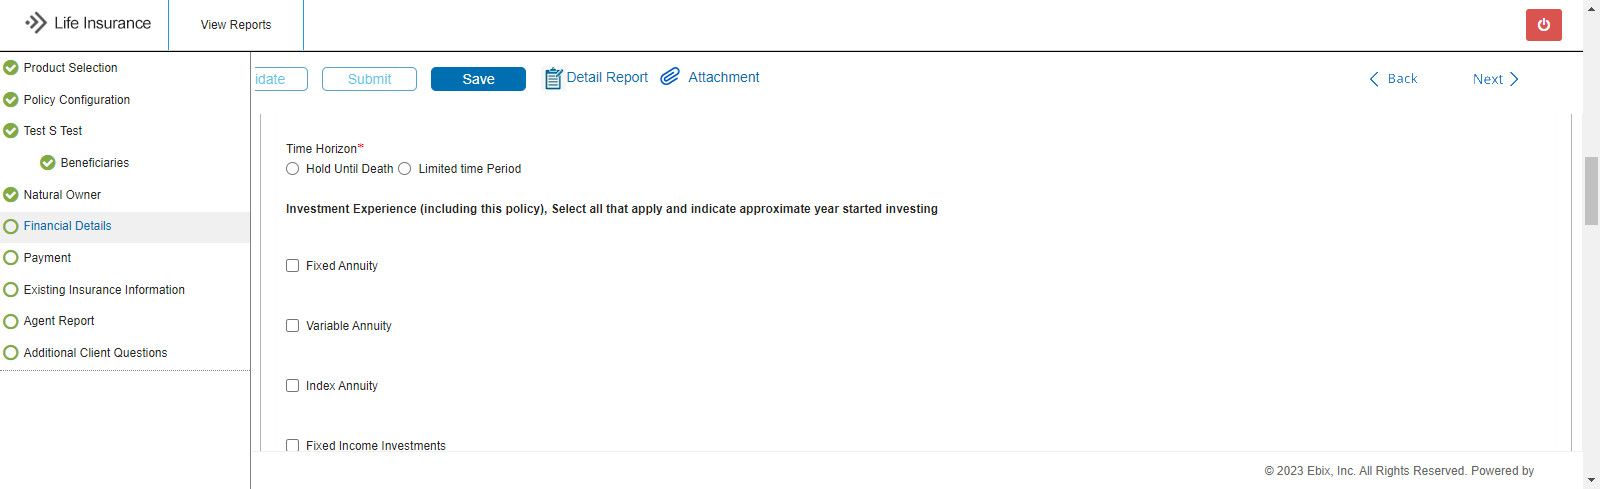 Life Insurance
View Reports
Product Selection
Policy Configuration
Test S Test
Beneficiaries
Natural Owner
Financial Details
Payment
Existing Insurance Information
Agent Report
Additional Client Questions
idate
Submit
Save
Detail Report
Attachment
Back
Next
Time Horizon*
Hold Until Death
Limited time Period
Investment Experience (including this policy), Select all that apply and indicate approximate year started investing
Fixed Annuity
Variable Annuity
Index Annuity
Fixed Income Investments
© 2023 Ebix, Inc. All Rights Reserved. Powered by